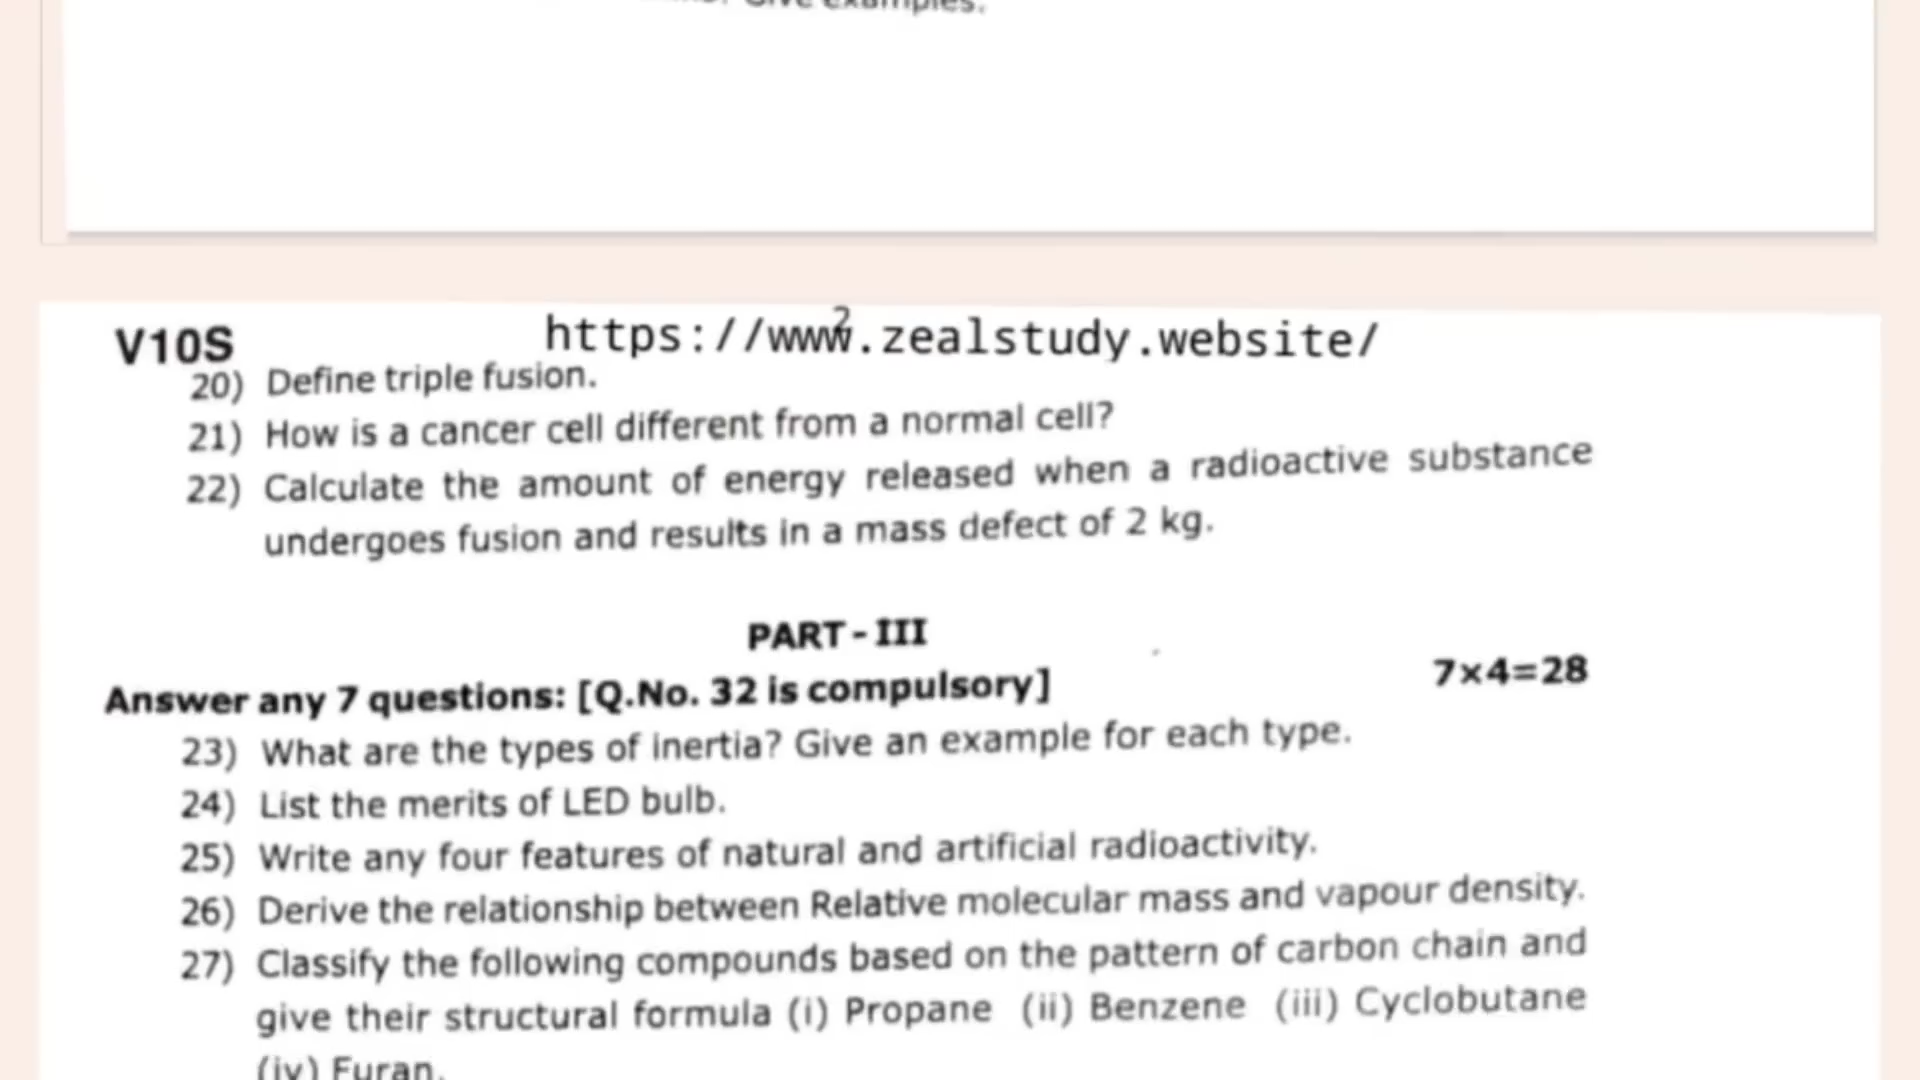 Give examples.
V10S
2
https://www.zealstudy.website/
20) Define triple fusion.
21) How is a cancer cell different from a normal cell?
22) Calculate the amount of energy released when a radioactive substance
undergoes fusion and results in a mass defect of 2 kg.
PART - III
Answer any 7 questions: [Q.No. 32 is compulsory]
7×4=28
23) What are the types of inertia? Give an example for each type.
24) List the merits of LED bulb.
25) Write any four features of natural and artificial radioactivity.
26) Derive the relationship between Relative molecular mass and vapour density.
27) Classify the following compounds based on the pattern of carbon chain and
give their structural formula (i) Propane (ii) Benzene (iii) Cyclobutane
(iv) Furan.